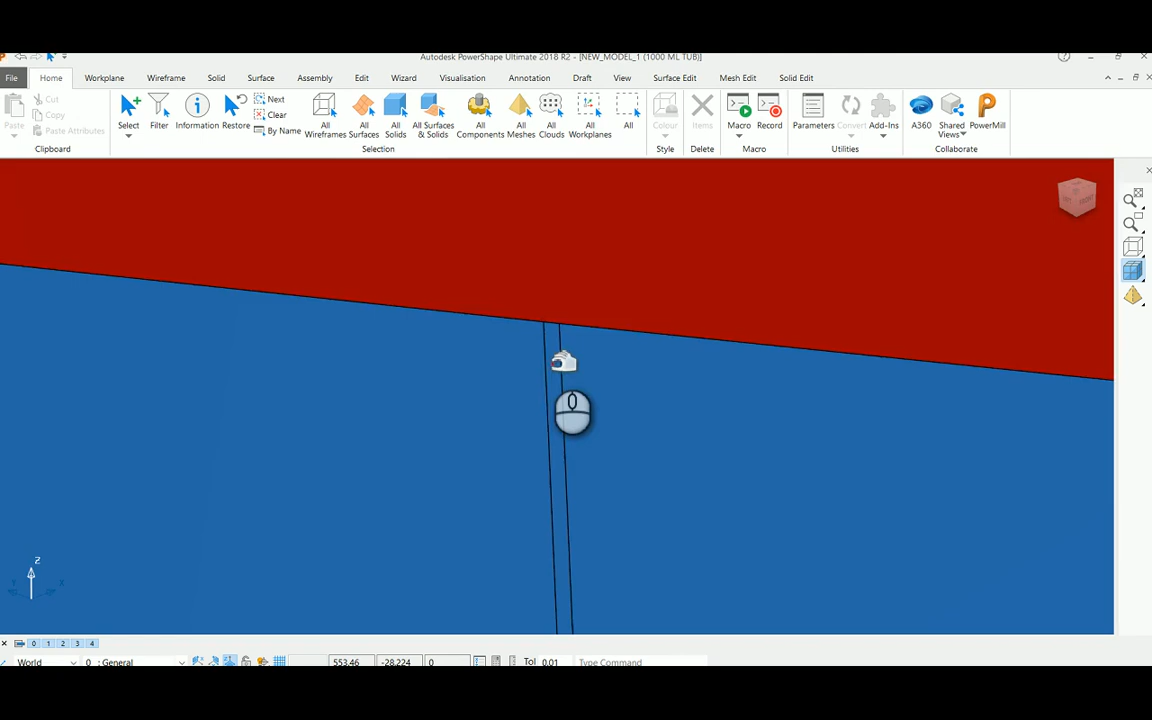 Autodesk PowerShape Ultimate 2018 R2 - [NEW_MODEL_1 (1000 ML TUB)]
File Home Workplane Wireframe Solid Surface Assembly Edit Wizard Visualisation Annotation Draft View Surface Edit Mesh Edit Solid Edit
Paste
Cut
Copy
Paste Attributes
Clipboard
Select
Filter
Information
Restore
Next
Clear
By Name
All Wireframes
All Surfaces
All Solids
All Surfaces & Solids
All Components
All Meshes
All Clouds
All Workplanes
All
Selection
Colour
Style
Items
Delete
Macro
Record
Macro
Parameters
Convert
Add-Ins
Utilities
A360
Shared Views
PowerMill
Collaborate
Z
Y X
0 1 2 3 4
World 0 : General 553.46 -28.224 0 Tol 0.01 Type Command